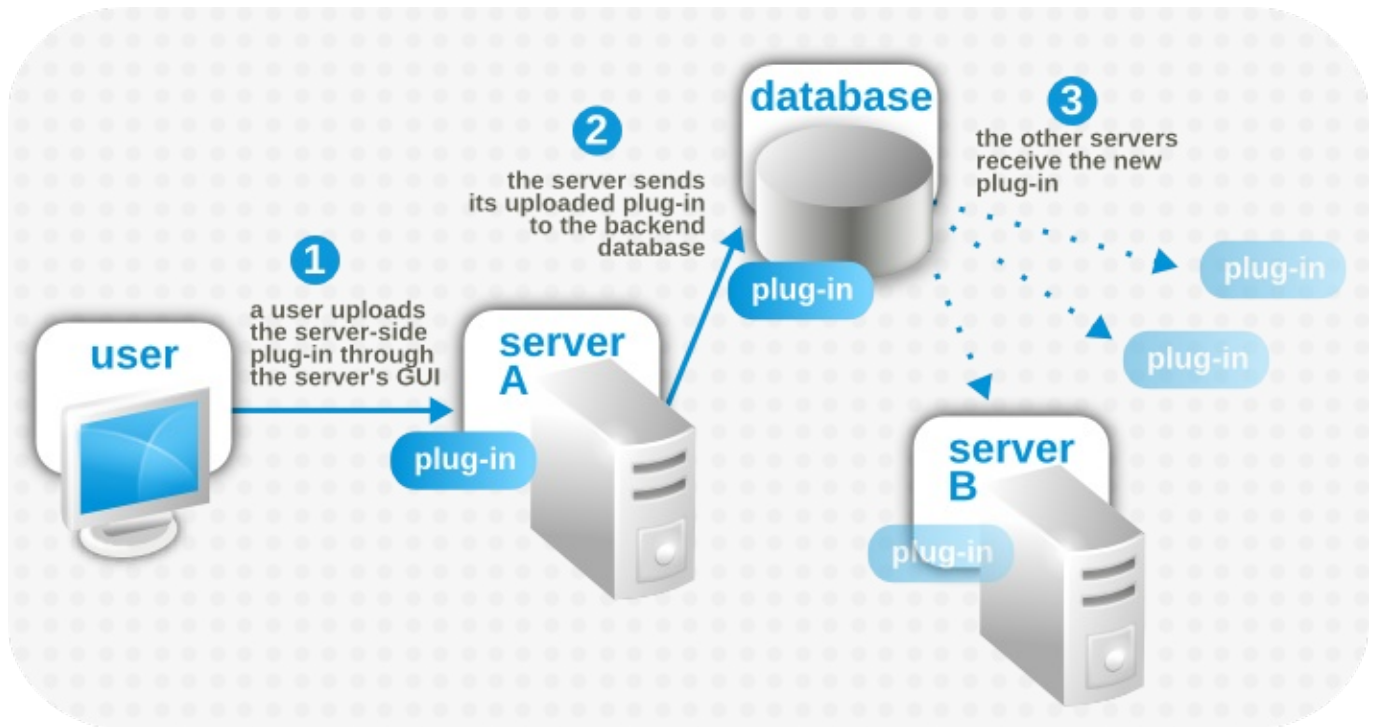 user
1
a user uploads
the server-side
plug-in through
the server's GUI
server
A
plug-in
2
the server sends
its uploaded plug-in
to the backend
database
database
plug-in
3
the other servers
receive the new
plug-in
plug-in
plug-in
server
B
plug-in